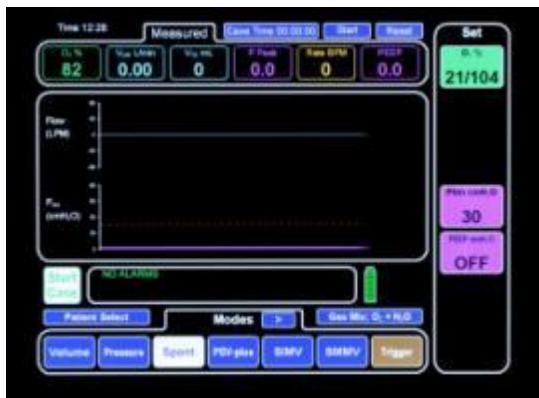 Time 12:28
Measured
Case Time 00:00:00
Start
Reset
Set
O₂ %
82
0.00
0
P Peak
0.0
Rate BPM
0
PEEP
0.0
O₂ %
21/104
Flow
(LPM)
(cmH₂O)
30
OFF
NO ALARMS
Start
Case
Patient Select
Modes
>
Gas Mix: O₂ + N₂O
Volume
Pressure
Spont
PSV-plus
SIMV
SMMV
Trigger